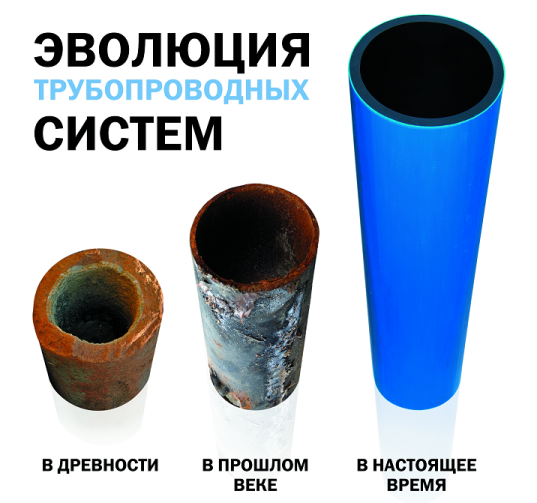 ЭВОЛЮЦИЯ
ТРУБОПРОВОДНЫХ
СИСТЕМ
В ДРЕВНОСТИ
В ПРОШЛОМ
ВЕКЕ
В НАСТОЯЩЕЕ
ВРЕМЯ